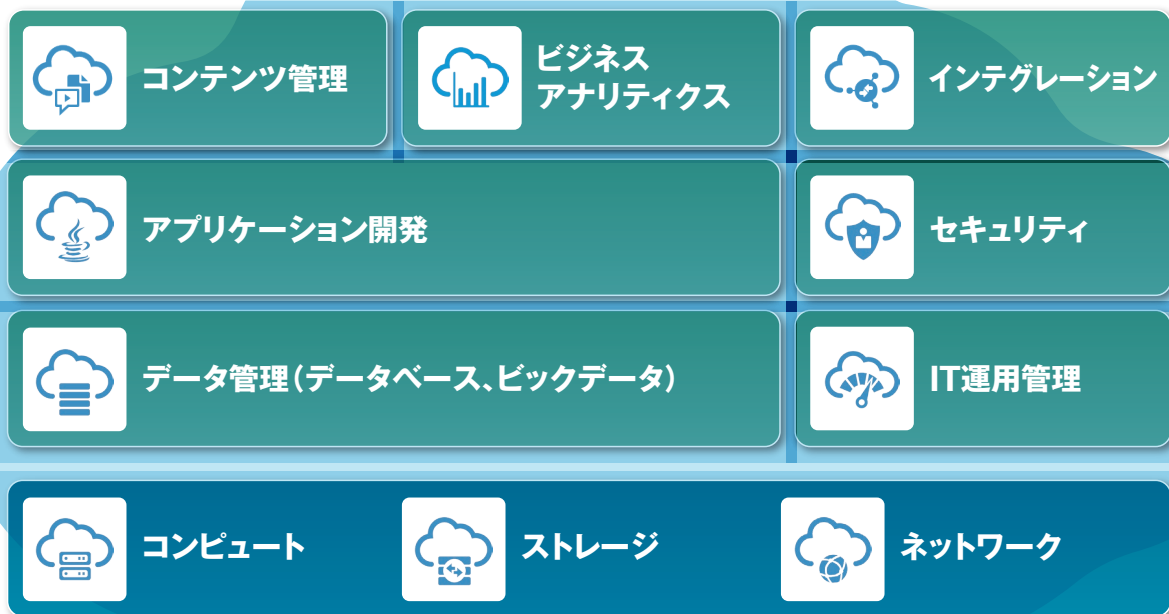 コンテンツ管理
ビジネス
アナリティクス
インテグレーション
アプリケーション開発
セキュリティ
データ管理(データベース、ビックデータ)
IT運用管理
コンピュート
ストレージ
ネットワーク